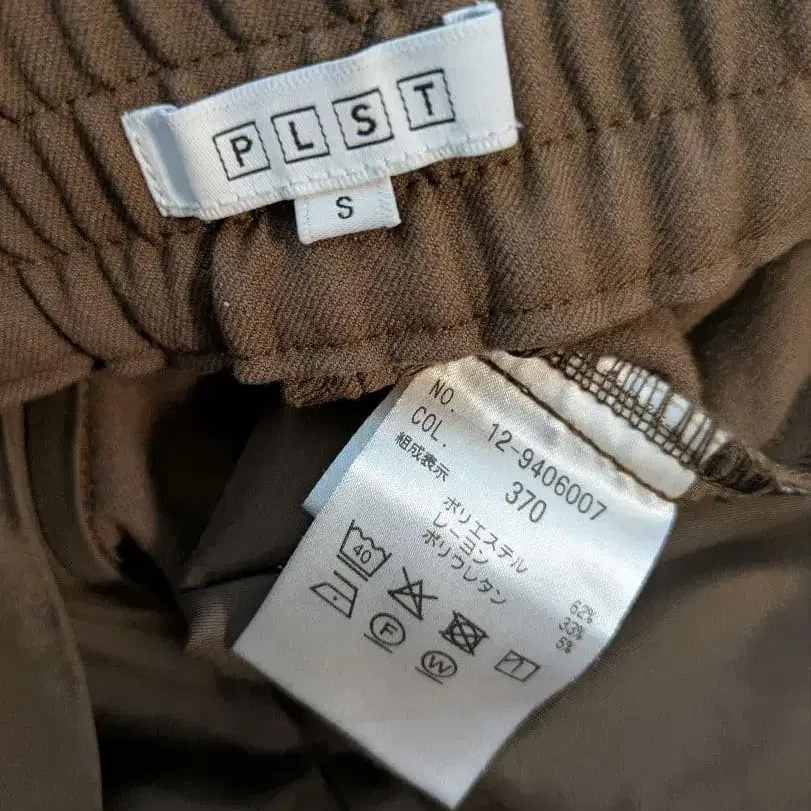 PLST
S
NO. 12-9406007
COL. 370
組成表示
ポリエステル 62%
レーヨン 33%
ポリウレタン 5%
40
F
W